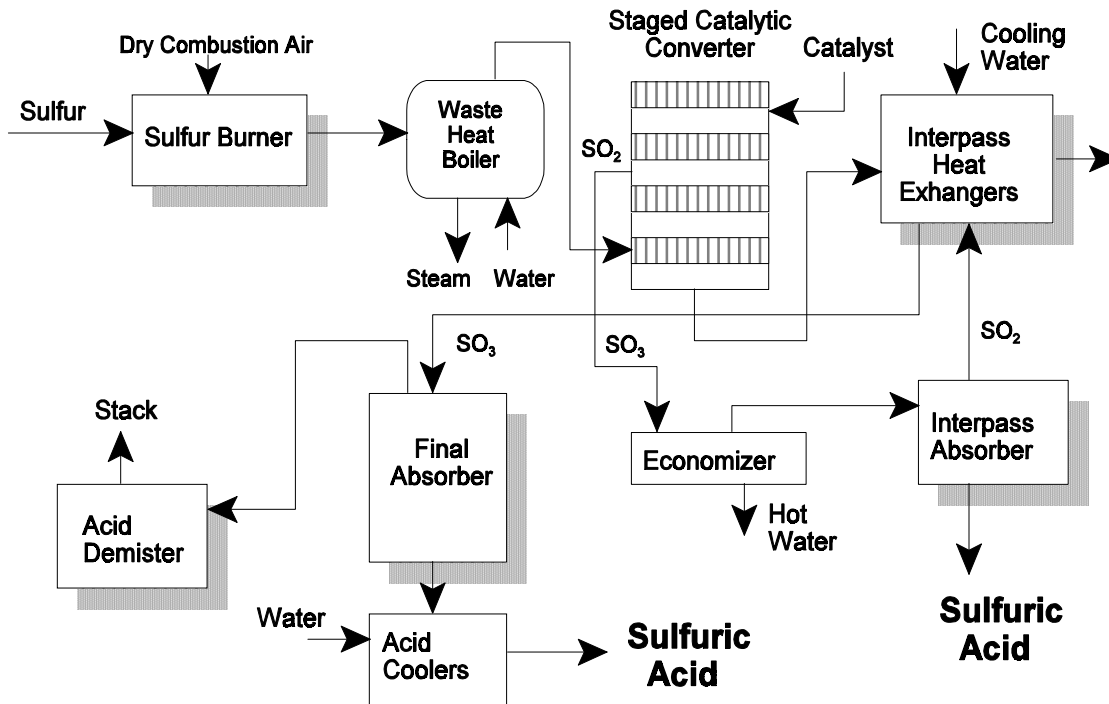 Staged Catalytic
Converter
Dry Combustion Air
Catalyst
Cooling
Water
Sulfur
Sulfur Burner
Waste
Heat
Boiler
SO₂
Interpass
Heat
Exhangers
Steam
Water
SO₃
SO₃
SO₂
Stack
Final
Absorber
Economizer
Interpass
Absorber
Acid
Demister
Hot
Water
Water
Acid
Coolers
Sulfuric
Acid
Sulfuric
Acid